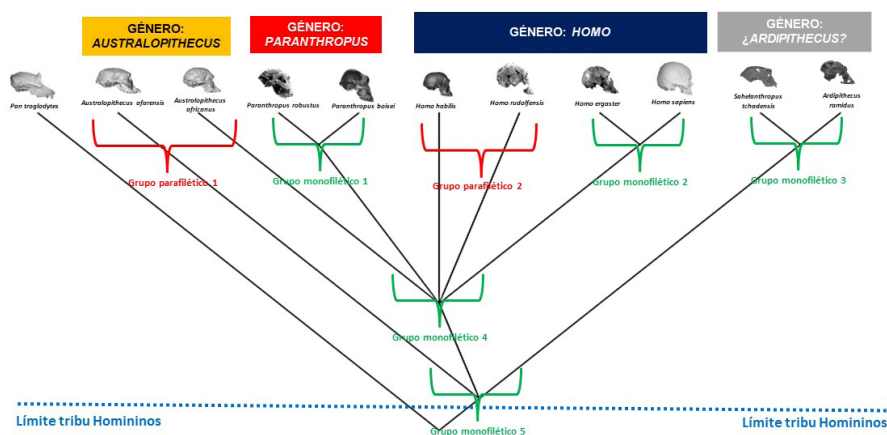 GÉNERO:
AUSTRALOPITHECUS
GÉNERO:
PARANTHROPUS
GÉNERO: HOMO
GÉNERO:
¿ARDIPITHECUS?
Pan troglodytes
Australopithecus afarensis
Australopithecus
africanus
Paranthropus robustus
Paranthropus boisei
Homo habilis
Homo rudolfensis
Homo ergaster
Homo sapiens
Sahelanthropus
tchadensis
Ardipithecus
ramidus
Grupo parafilético 1
Grupo monofilético 1
Grupo parafilético 2
Grupo monofilético 2
Grupo monofilético 3
Grupo monofilético 4
Límite tribu Homininos
Grupo monofilético 5
Límite tribu Homininos